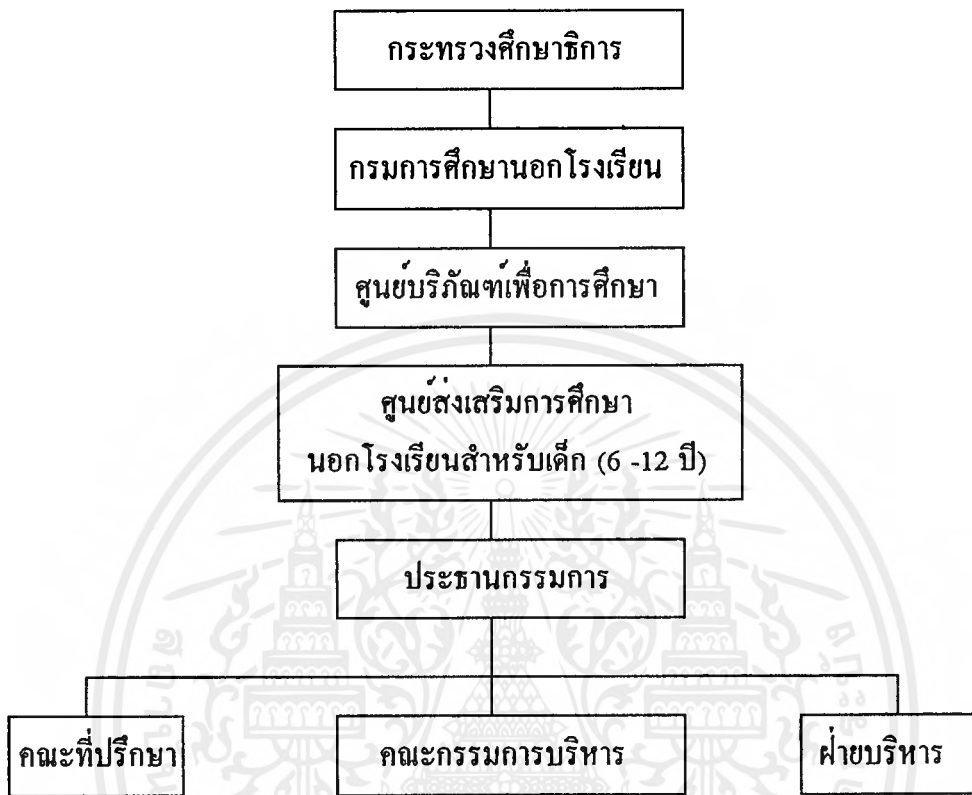 กระทรวงศึกษาธิการ
กรมการศึกษานอกโรงเรียน
ศูนย์บริภัณฑ์เพื่อการศึกษา
ศูนย์ส่งเสริมการศึกษา
นอกโรงเรียนสำหรับเด็ก (6 -12 ปี)
ประธานกรรมการ
คณะที่ปรึกษา
คณะกรรมการบริหาร
ฝ่ายบริหาร